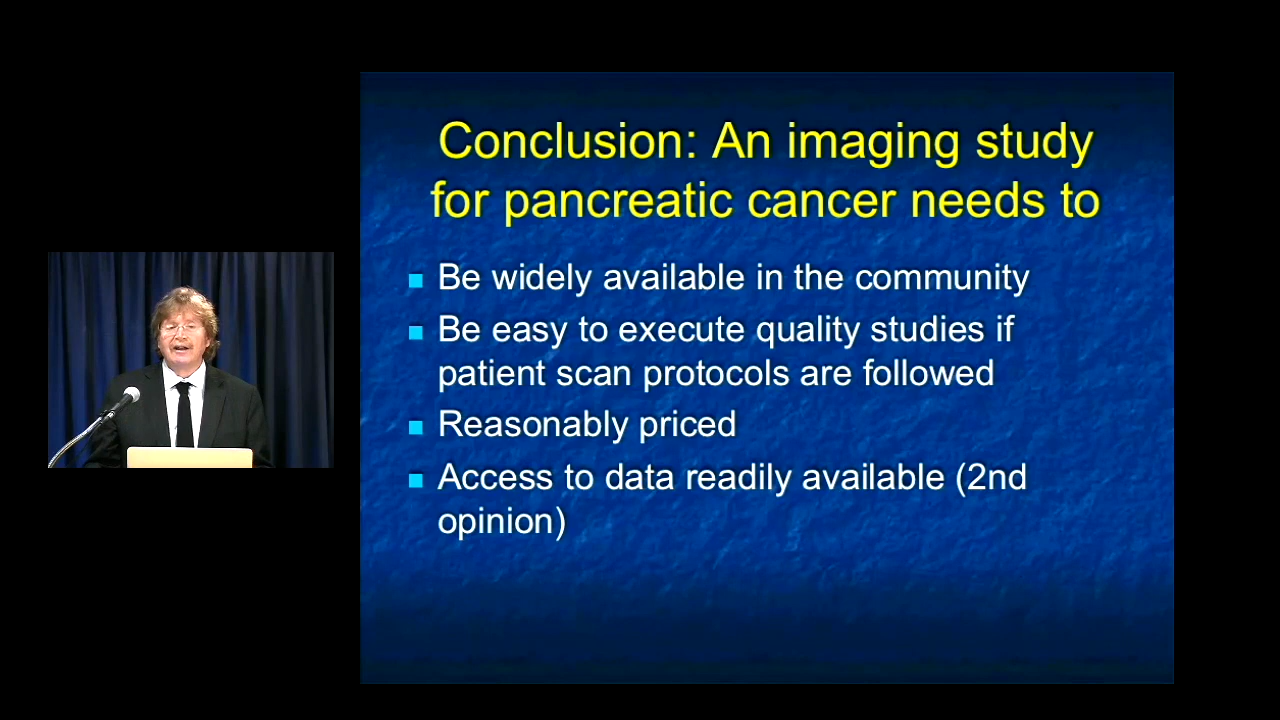 Conclusion: An imaging study
for pancreatic cancer needs to
Be widely available in the community
Be easy to execute quality studies if
patient scan protocols are followed
Reasonably priced
Access to data readily available (2nd
opinion)